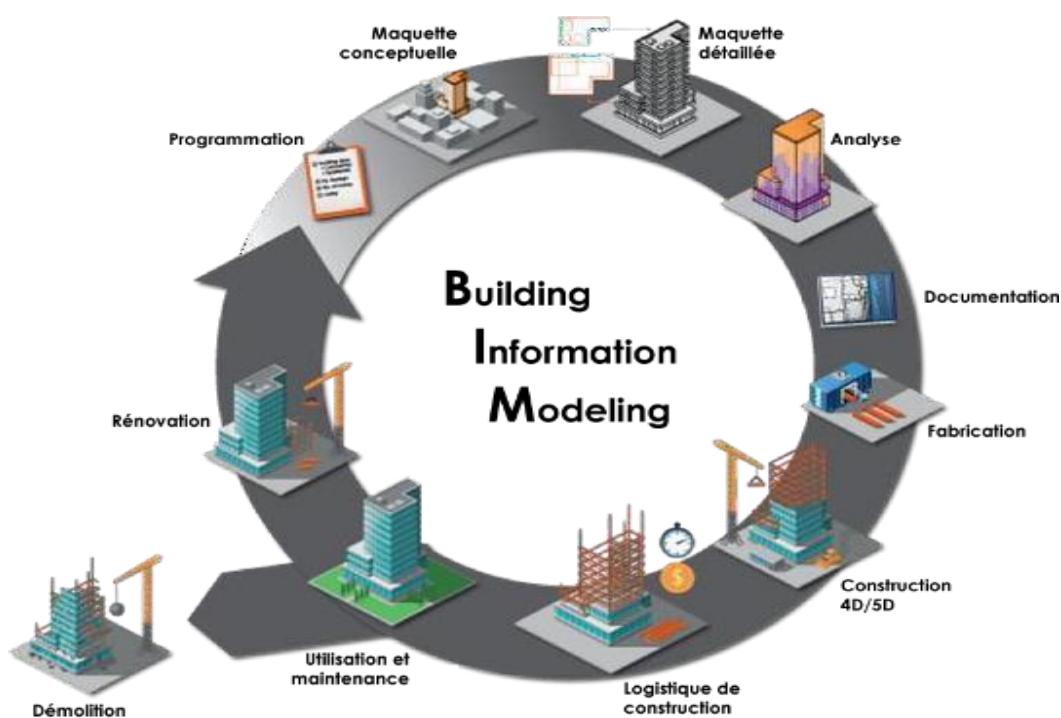 Maquette
conceptuelle
Maquette
détaillée
Programmation
Analyse
Building
Information
Modeling
Documentation
Rénovation
Fabrication
Construction
4D/5D
Utilisation et
maintenance
Logistique de
construction
Démolition
$